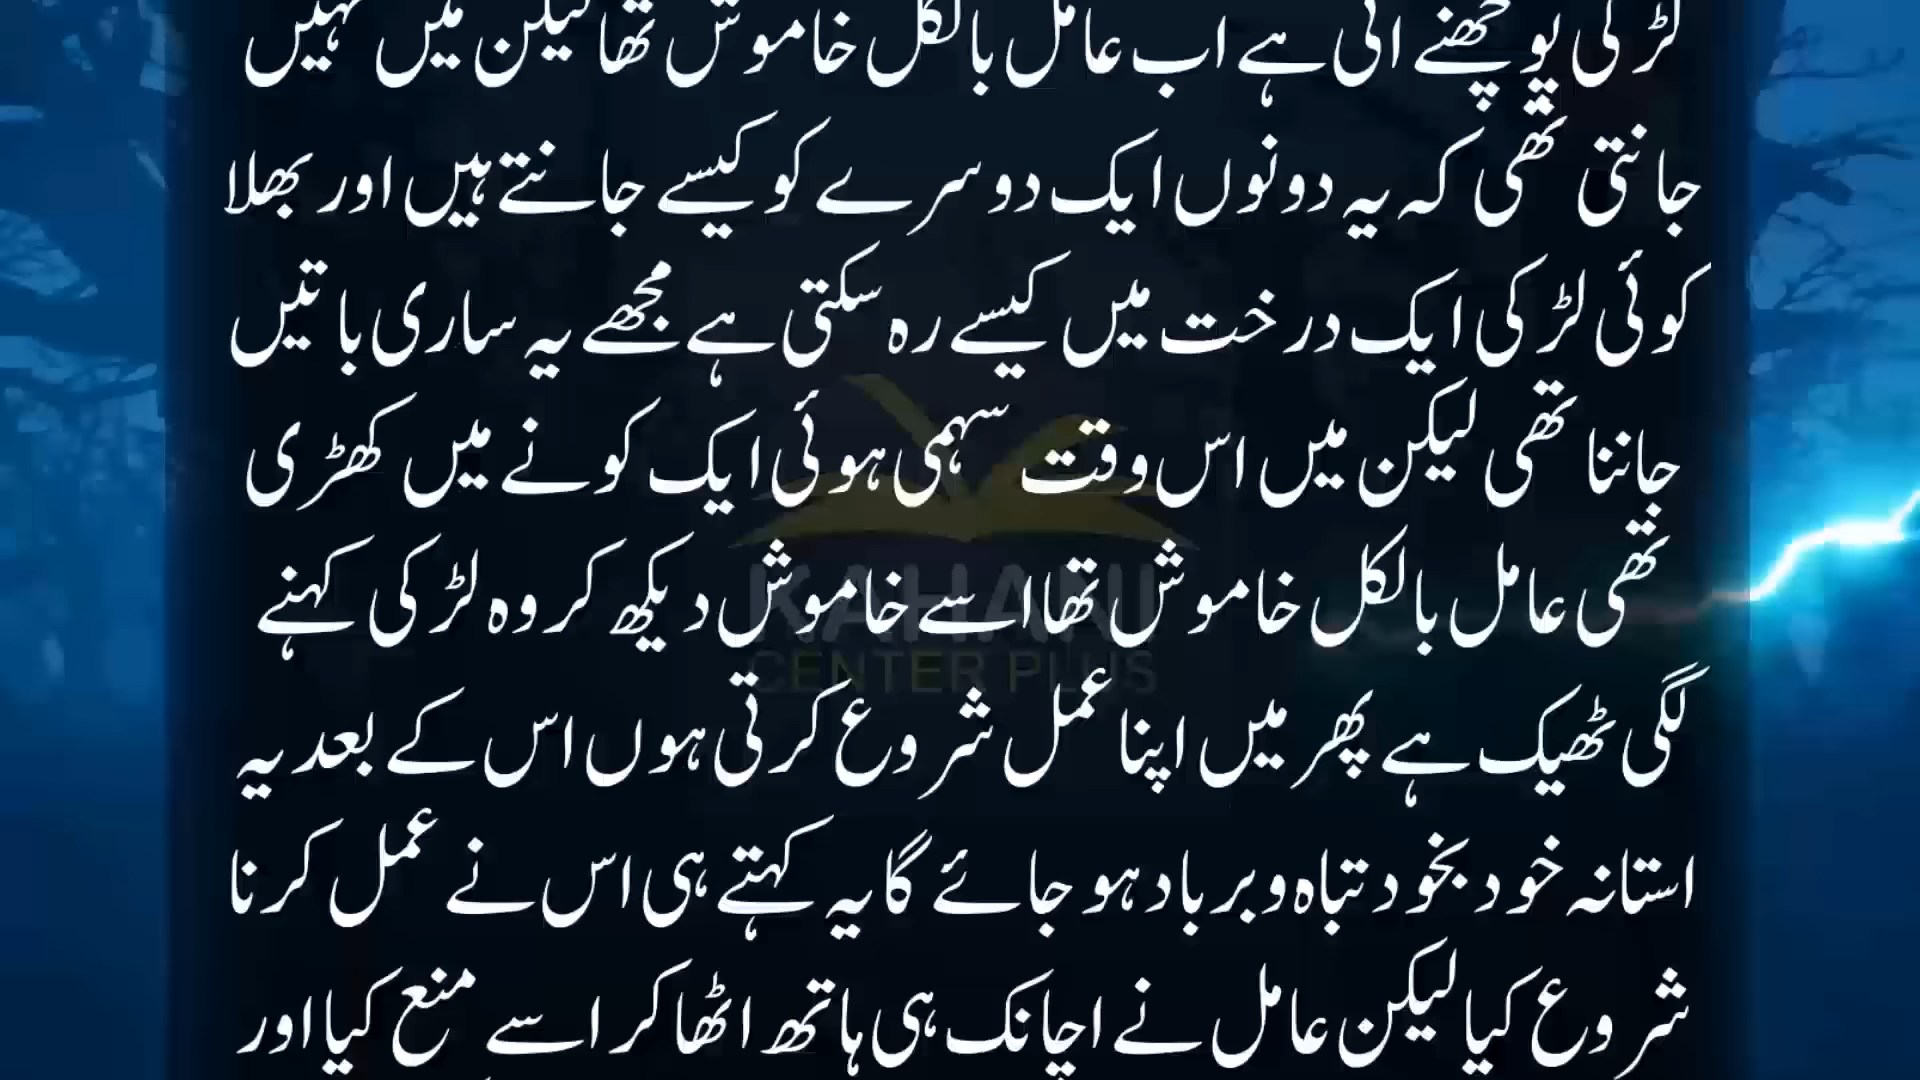 لڑکی پوچھنے ائی ہے اب عامل بالکل خاموش تھا لیکن میں نہیں
جانتی تھی کہ یہ دونوں ایک دوسرے کو کیسے جانتے ہیں اور بھلا
کوئی لڑکی ایک درخت میں کیسے رہ سکتی ہے مجھے یہ ساری باتیں
جاننا تھی لیکن میں اس وقت سہمی ہوئی ایک کونے میں کھڑی
تھی عامل بالکل خاموش تھا اسے خاموش دیکھ کر وہ لڑکی کہنے
لگی ٹھیک ہے پھر میں اپنا عمل شروع کرتی ہوں اس کے بعد یہ
استانہ خود بخود تباہ و برباد ہو جائے گا یہ کہتے ہی اس نے عمل کرنا
شروع کیا لیکن عامل نے اچانک ہی ہاتھ اٹھا کر اسے منع کیا اور
KAHANI
CENTER PLUS